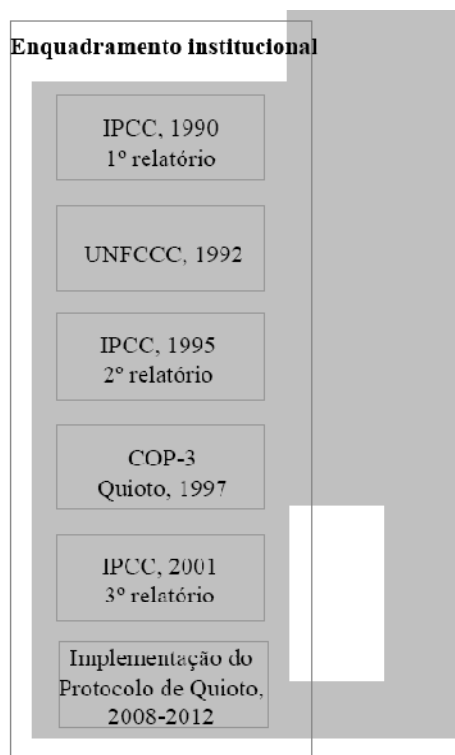 Enquadramento institucional
IPCC, 1990
1º relatório
UNFCCC, 1992
IPCC, 1995
2º relatório
COP-3
Quioto, 1997
IPCC, 2001
3º relatório
Implementação do
Protocolo de Quioto,
2008-2012